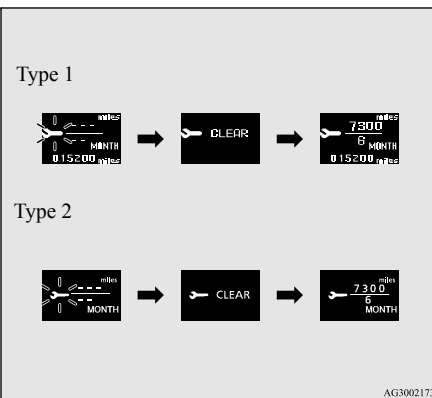 Type 1
miles
- - -
- -
MONTH
015200 miles
CLEAR
miles
7300
6
MONTH
015200 miles
Type 2
miles
- - -
- -
MONTH
CLEAR
miles
7300
6
MONTH
AG3002173